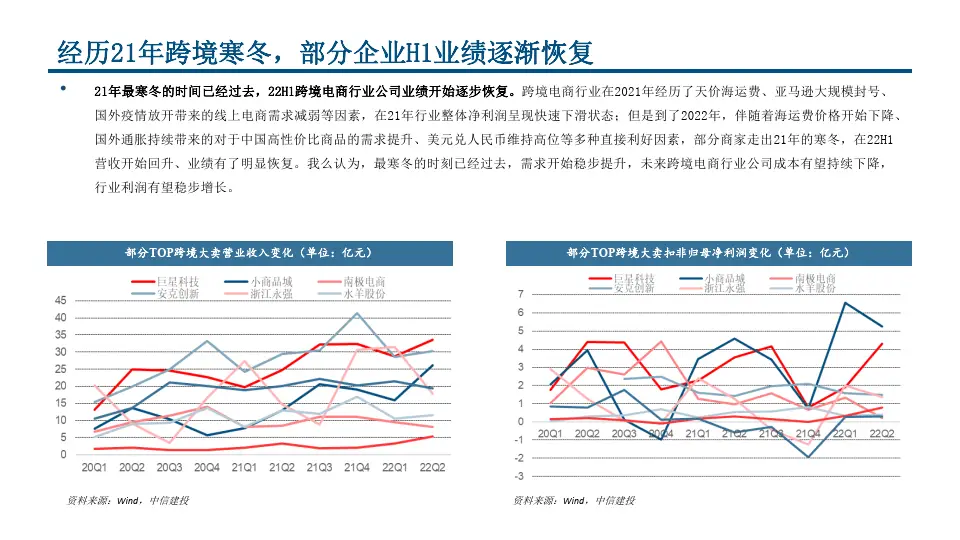 经历21年跨境寒冬，部分企业H1业绩逐渐恢复
• 21年最寒冬的时间已经过去，22H1跨境电商行业公司业绩开始逐步恢复。跨境电商行业在2021年经历了天价海运费、亚马逊大规模封号、
国外疫情放开带来的线上电商需求减弱等因素，在21年行业整体净利润呈现快速下滑状态；但是到了2022年，伴随着海运费价格开始下降、
国外通胀持续带来的对于中国高性价比商品的需求提升、美元兑人民币维持高位等多种直接利好因素，部分商家走出21年的寒冬，在22H1
营收开始回升、业绩有了明显恢复。我么认为，最寒冬的时刻已经过去，需求开始稳步提升，未来跨境电商行业公司成本有望持续下降，
行业利润有望稳步增长。
部分TOP跨境大卖营业收入变化（单位：亿元）
巨星科技 小商品城 南极电商
安克创新 浙江永强 水羊股份
45
40
35
30
25
20
15
10
5
0
20Q1 20Q2 20Q3 20Q4 21Q1 21Q2 21Q3 21Q4 22Q1 22Q2
资料来源：Wind，中信建投
部分TOP跨境大卖扣非归母净利润变化（单位：亿元）
巨星科技 小商品城 南极电商
安克创新 浙江永强 水羊股份
7
6
5
4
3
2
1
0
-1
-2
-3
20Q1 20Q2 20Q3 20Q4 21Q1 21Q2 21Q3 21Q4 22Q1 22Q2
资料来源：Wind，中信建投